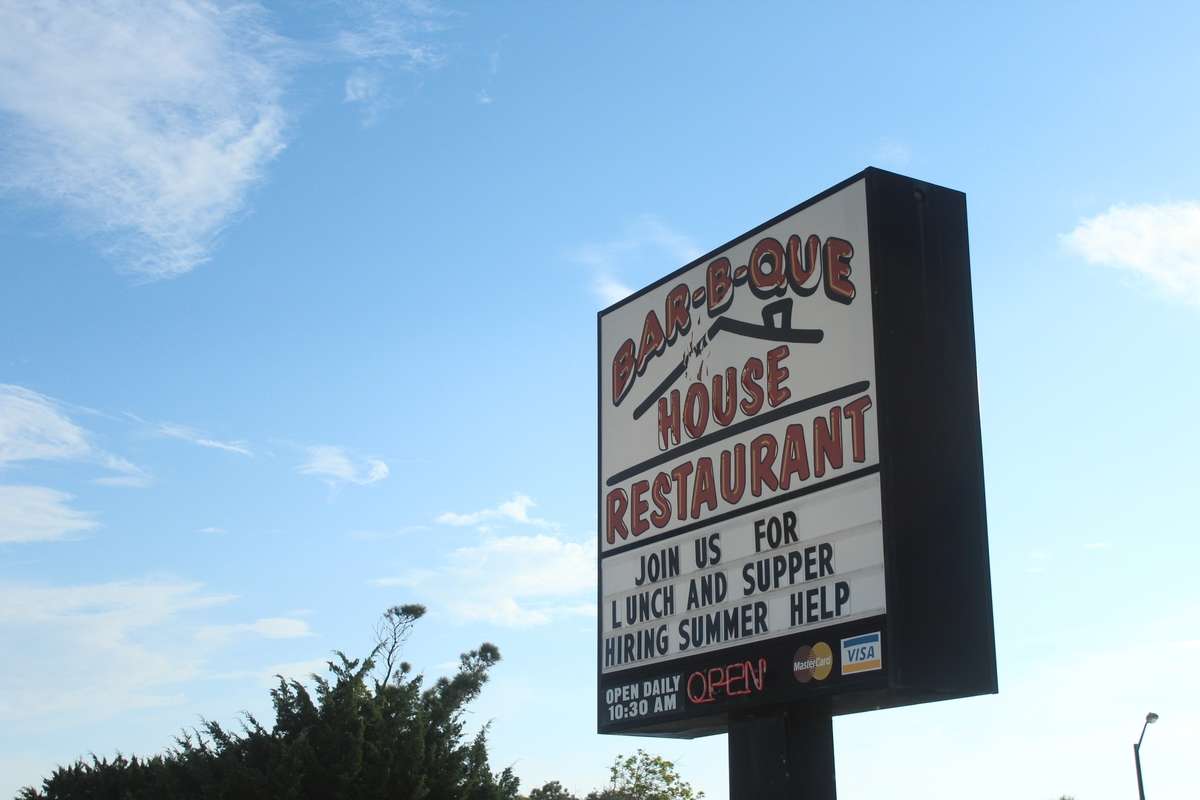 BAR-B-QUE
HOUSE
RESTAURANT
JOIN US FOR
LUNCH AND SUPPER
HIRING SUMMER HELP
OPEN DAILY
10:30 AM
OPEN
MasterCard
VISA